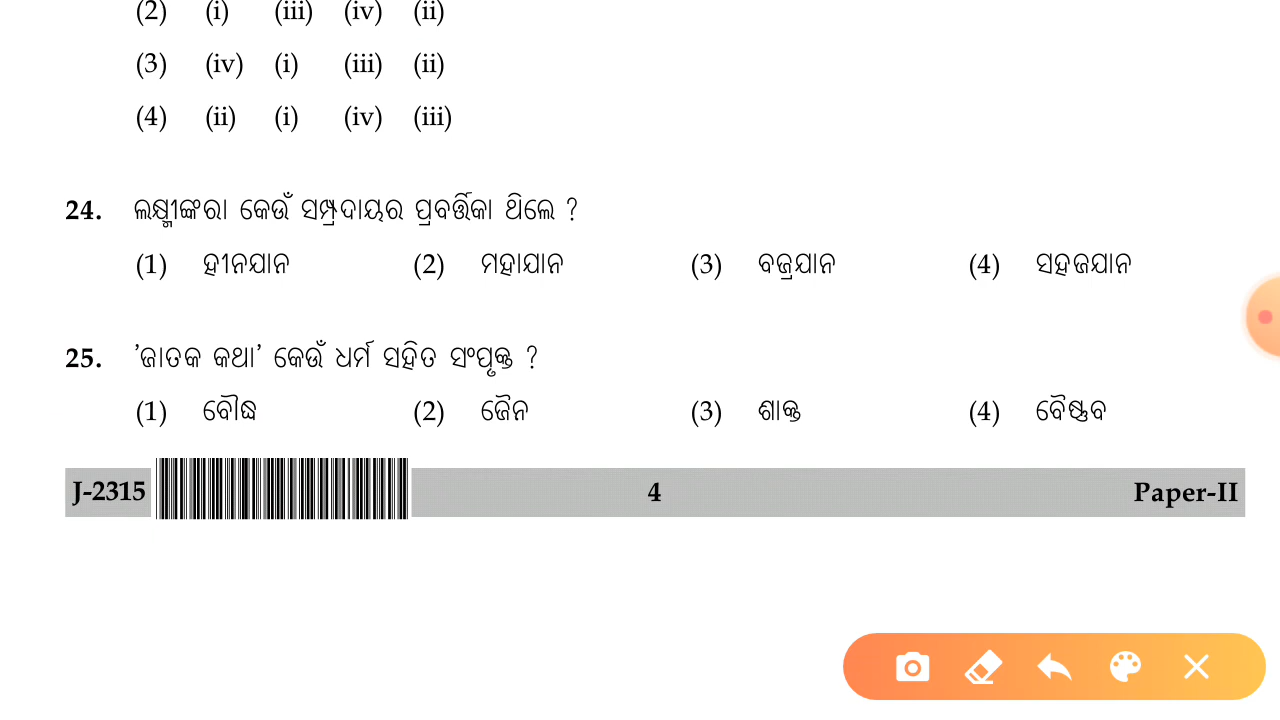 (2) (i) (iii) (iv) (ii)
(3) (iv) (i) (iii) (ii)
(4) (ii) (i) (iv) (iii)
24. ଲକ୍ଷ୍ମୀଙ୍କରା କେଉଁ ସମ୍ପ୍ରଦାୟର ପ୍ରବର୍ତ୍ତିକା ଥିଲେ ?
(1) ହୀନଯାନ (2) ମହାଯାନ (3) ବଜ୍ରଯାନ (4) ସହଜଯାନ
25. 'ଜାତକ କଥା' କେଉଁ ଧର୍ମ ସହିତ ସଂପୃକ୍ତ ?
(1) ବୌଦ୍ଧ (2) ଜୈନ (3) ଶାକ୍ତ (4) ବୈଷ୍ଣବ
J-2315 4 Paper-II